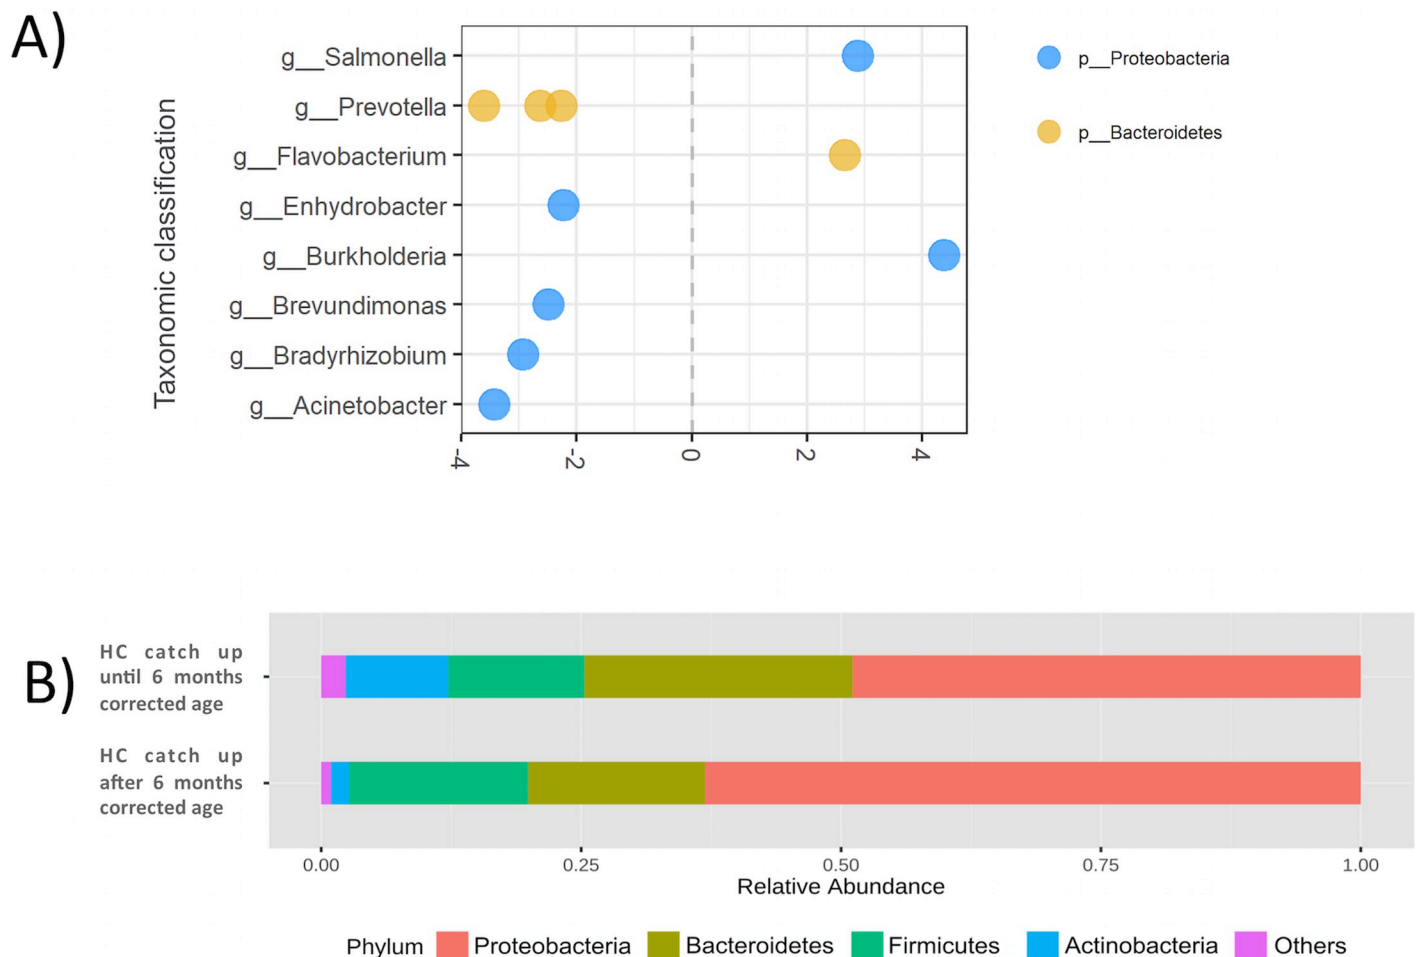 A)
Taxonomic classification
g__Salmonella
g__Prevotella
g__Flavobacterium
g__Enhydrobacter
g__Burkholderia
g__Brevundimonas
g__Bradyrhizobium
g__Acinetobacter
-4 -2 0 2 4
p__Proteobacteria
p__Bacteroidetes
B)
HC catch up
until 6 months
corrected age
HC catch up
after 6 months
corrected age
0.00 0.25 0.50 0.75 1.00
Relative Abundance
Phylum Proteobacteria Bacteroidetes Firmicutes Actinobacteria Others